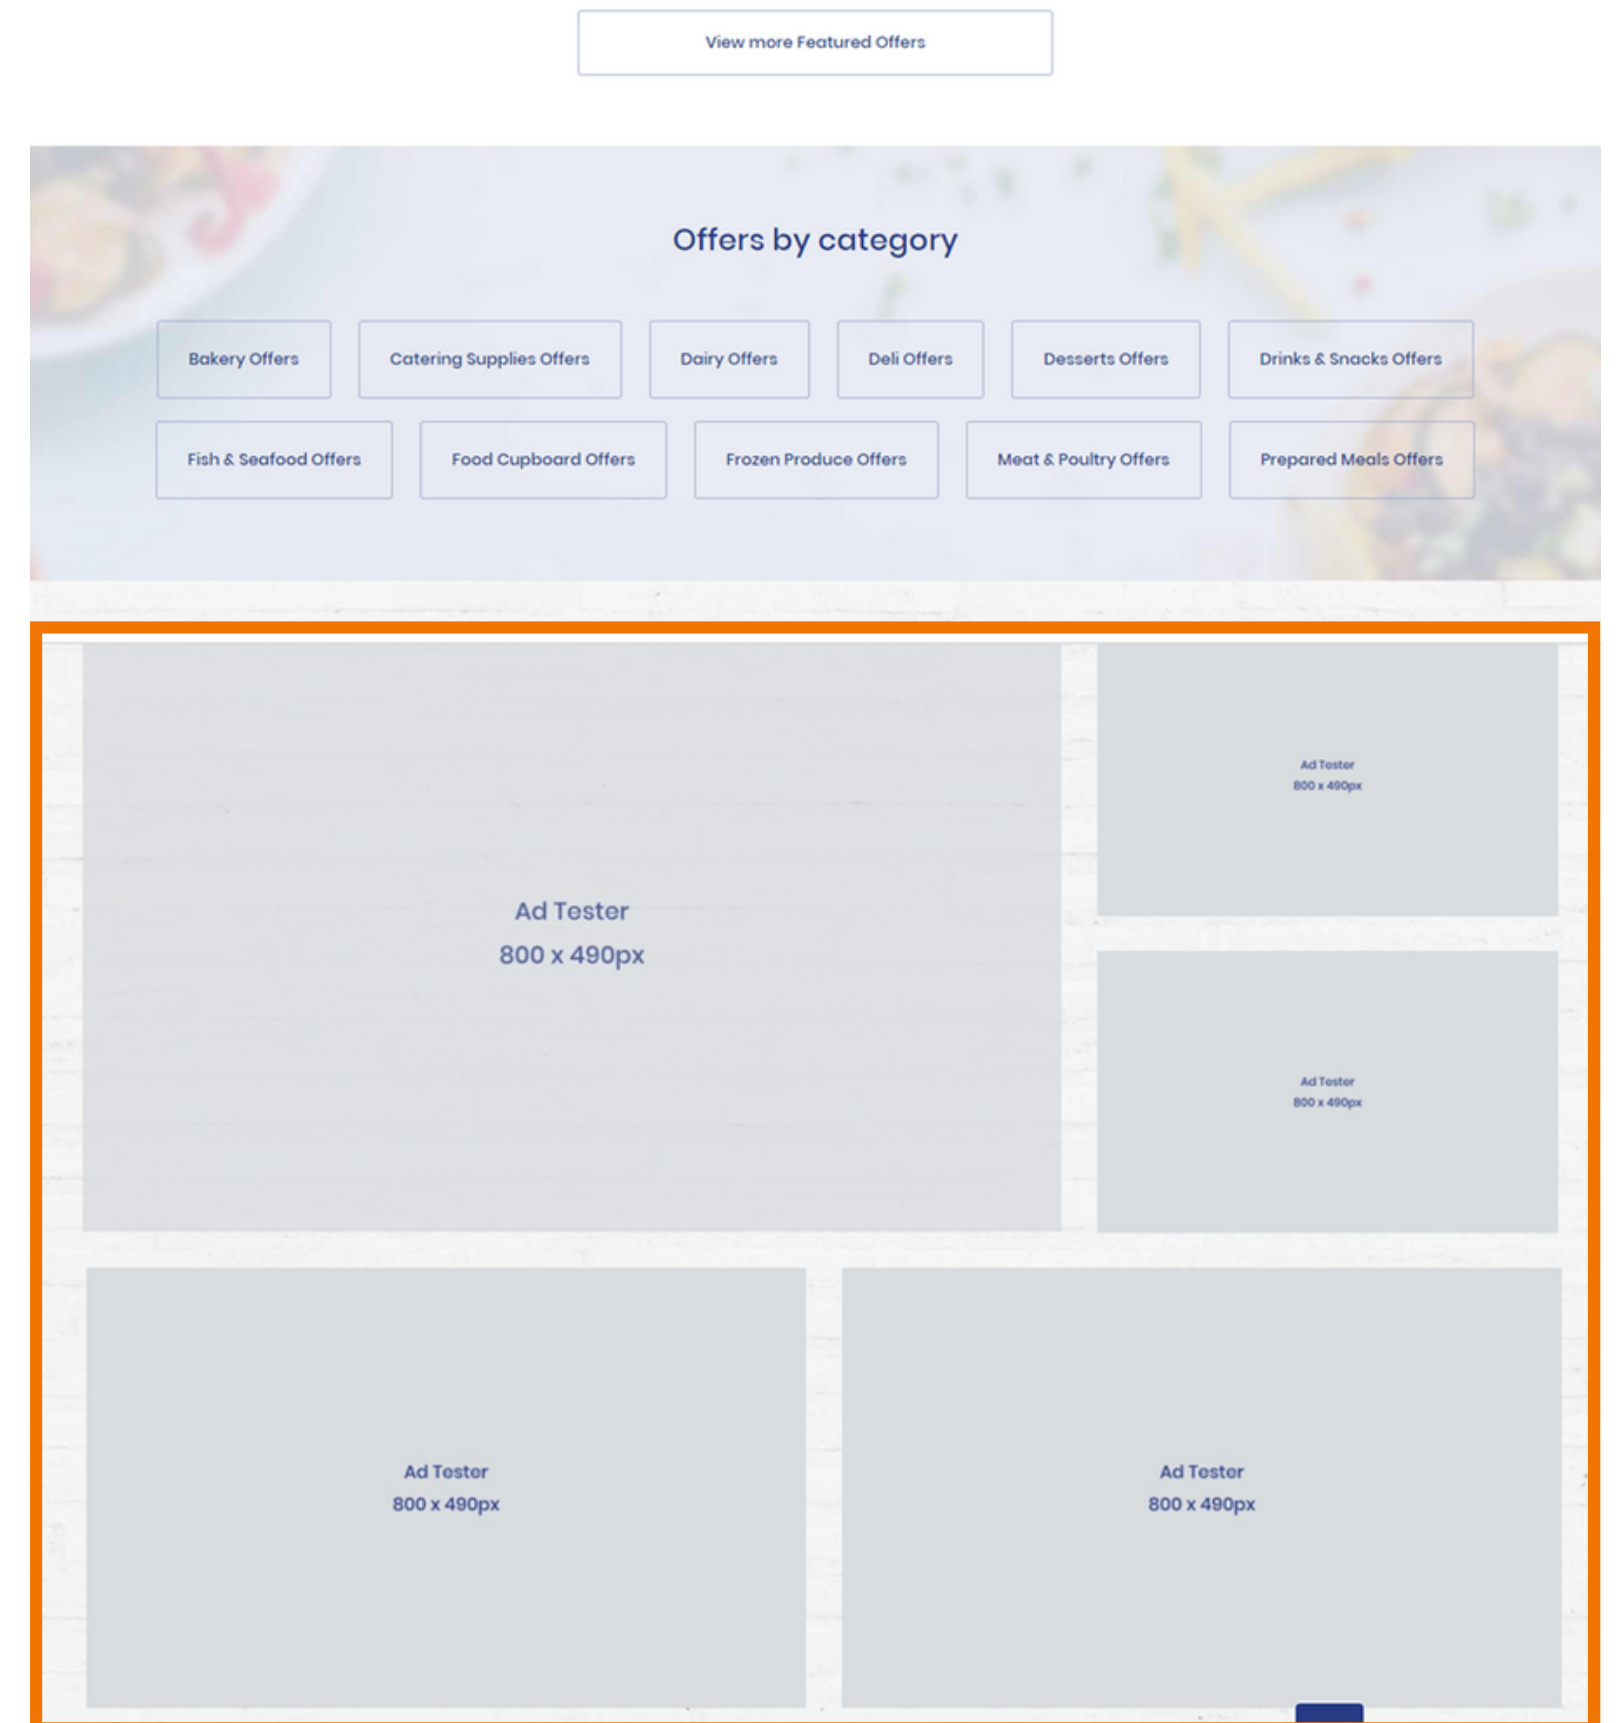 View more Featured Offers
Offers by category
Bakery Offers
Catering Supplies Offers
Dairy Offers
Deli Offers
Desserts Offers
Drinks & Snacks Offers
Fish & Seafood Offers
Food Cupboard Offers
Frozen Produce Offers
Meat & Poultry Offers
Prepared Meals Offers
Ad Tester
800 x 490px
Ad Tester
800 x 490px
Ad Tester
800 x 490px
Ad Tester
800 x 490px
Ad Tester
800 x 490px